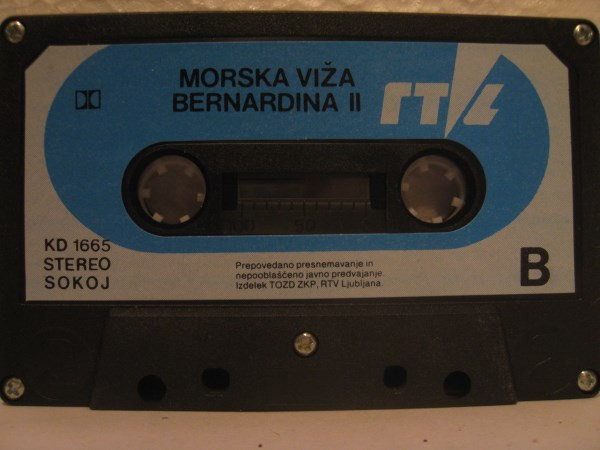 MORSKA VIŽA
BERNARDINA II
RTVL
KD 1665
STEREO
SOKOJ
Prepovedano presnemavanje in
nepooblaščeno javno predvajanje.
Izdelek TOZD ZKP, RTV Ljubljana.
B